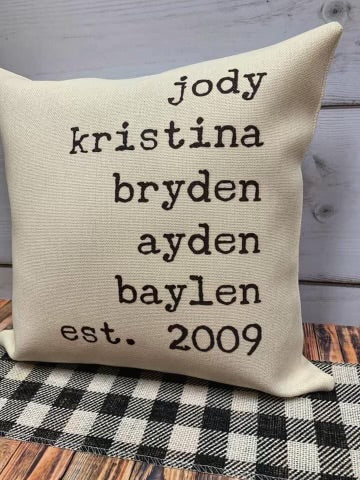 jody
kristina
bryden
ayden
baylen
est. 2009